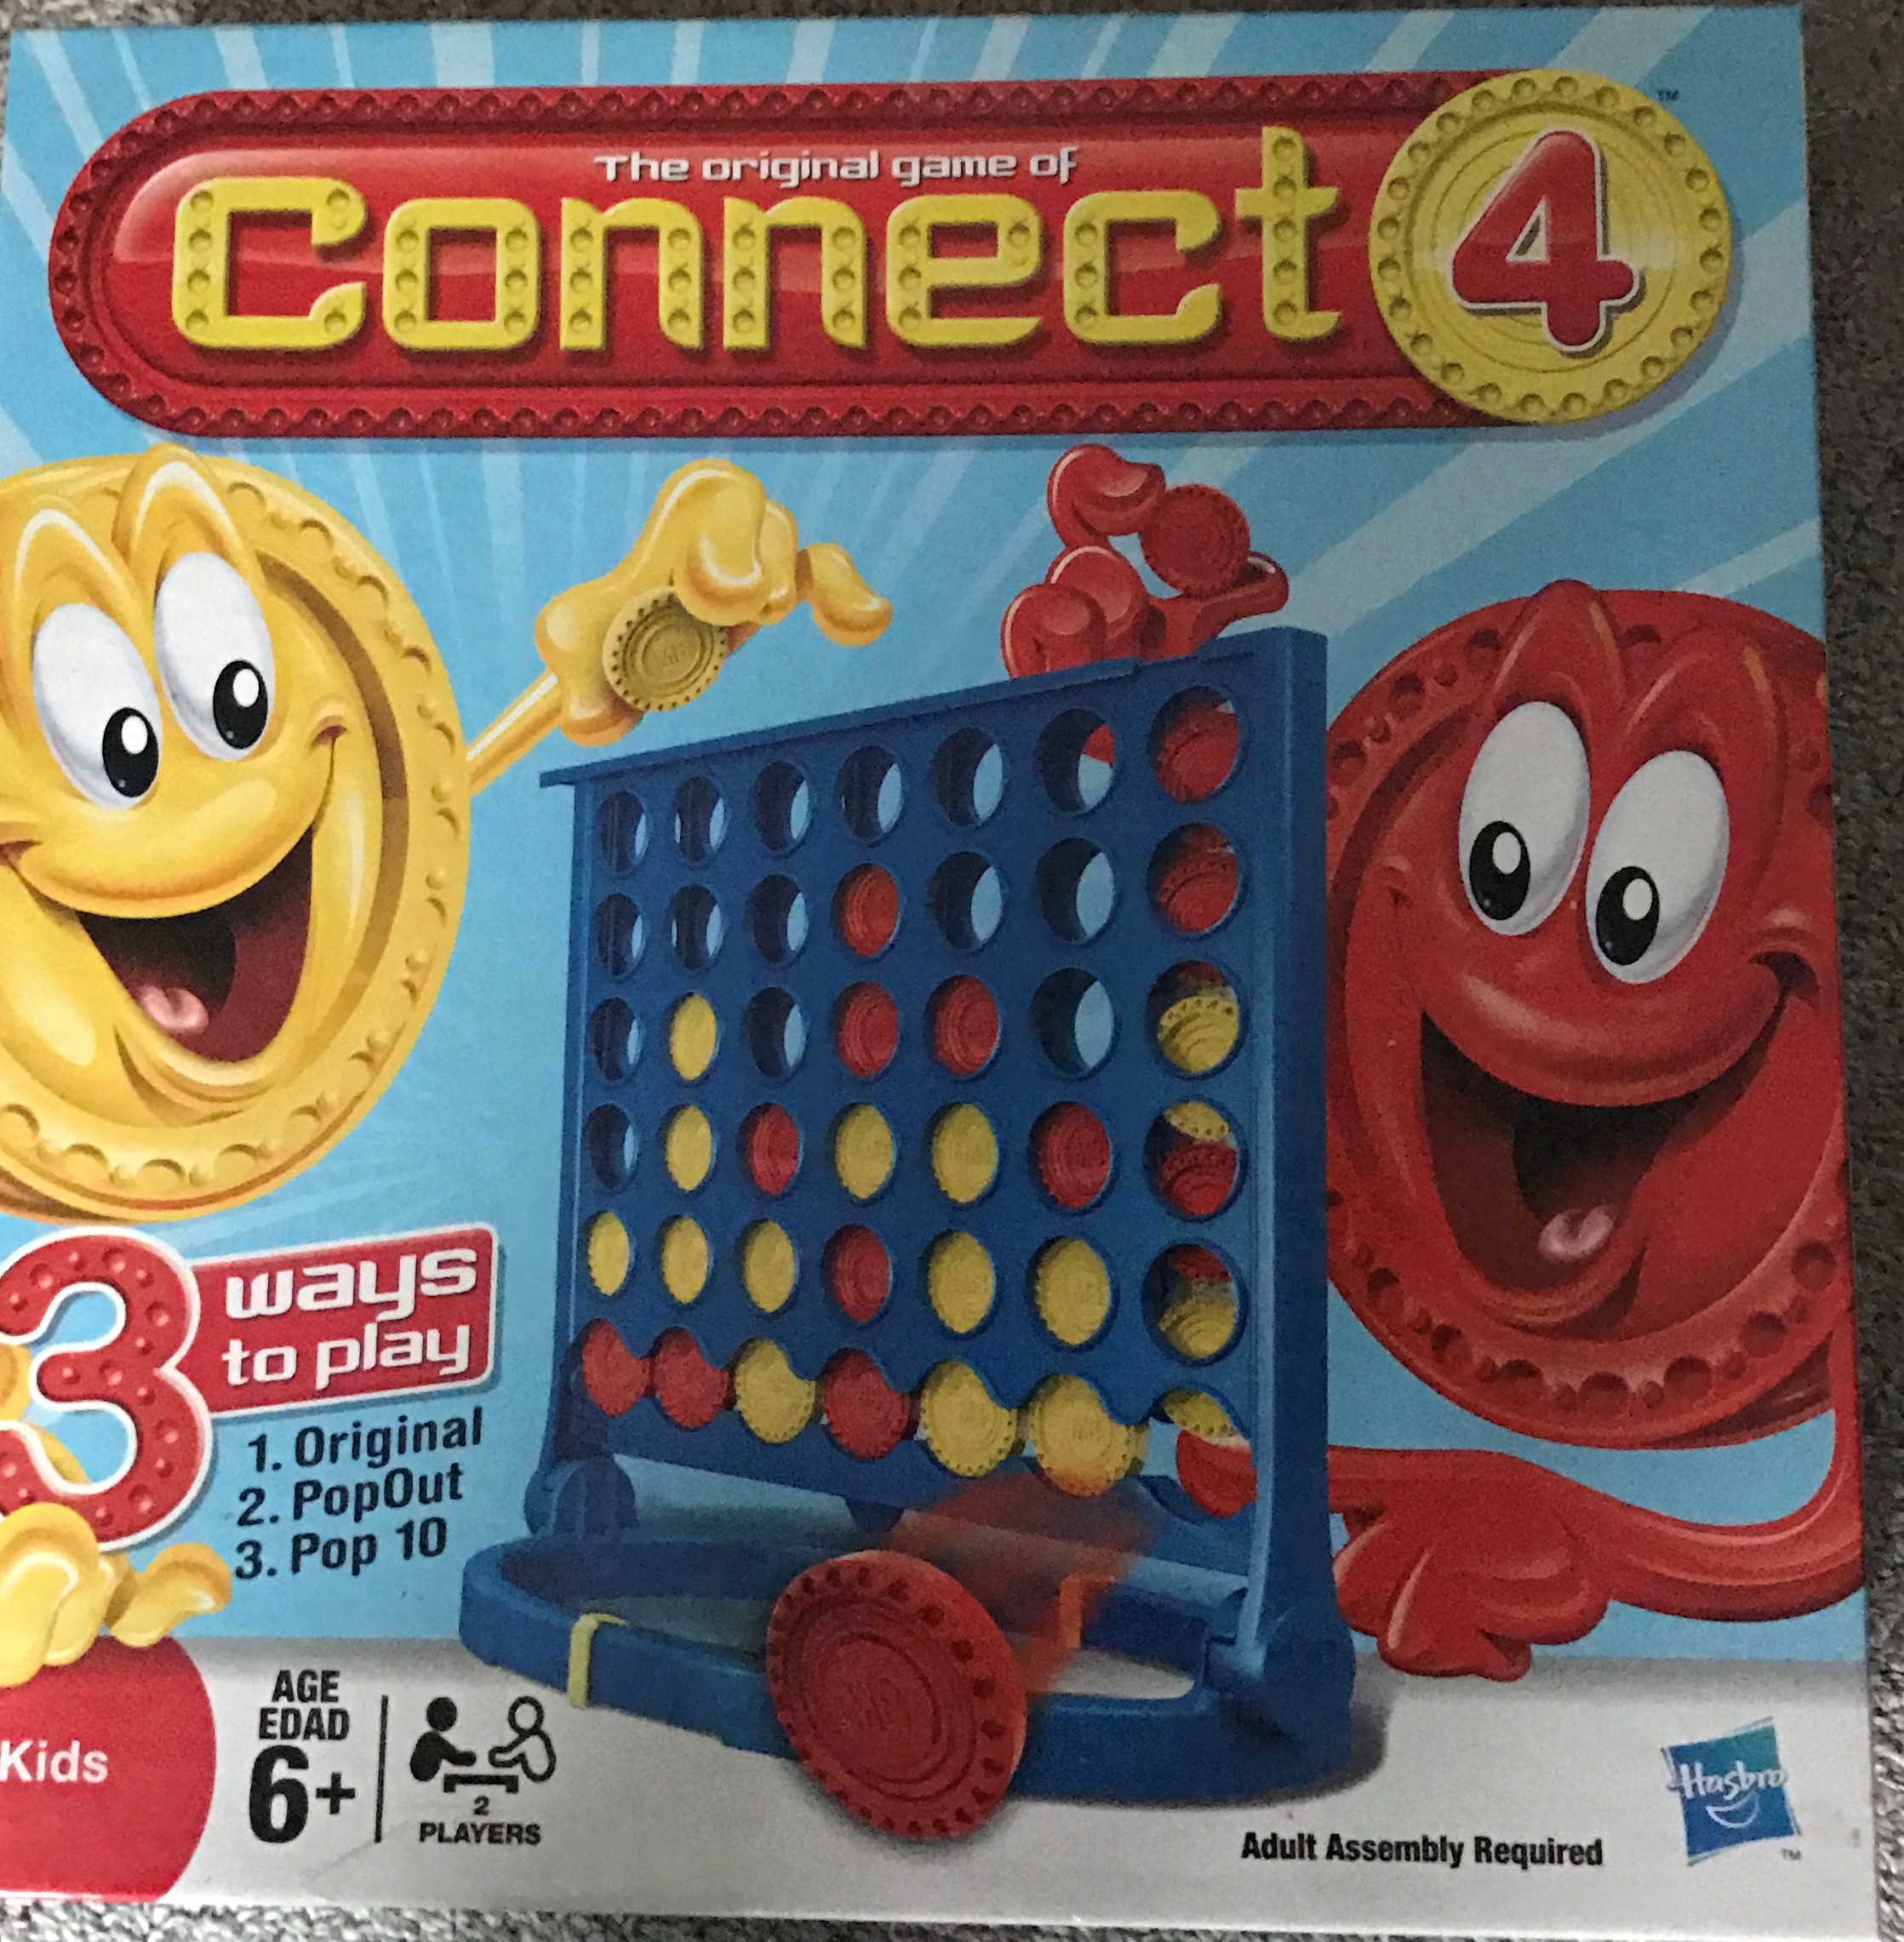 The original game of
Connect 4
TM
3 ways
to play
1. Original
2. PopOut
3. Pop 10
Kids
AGE
EDAD
6+
2
PLAYERS
Adult Assembly Required
Hasbro
TM